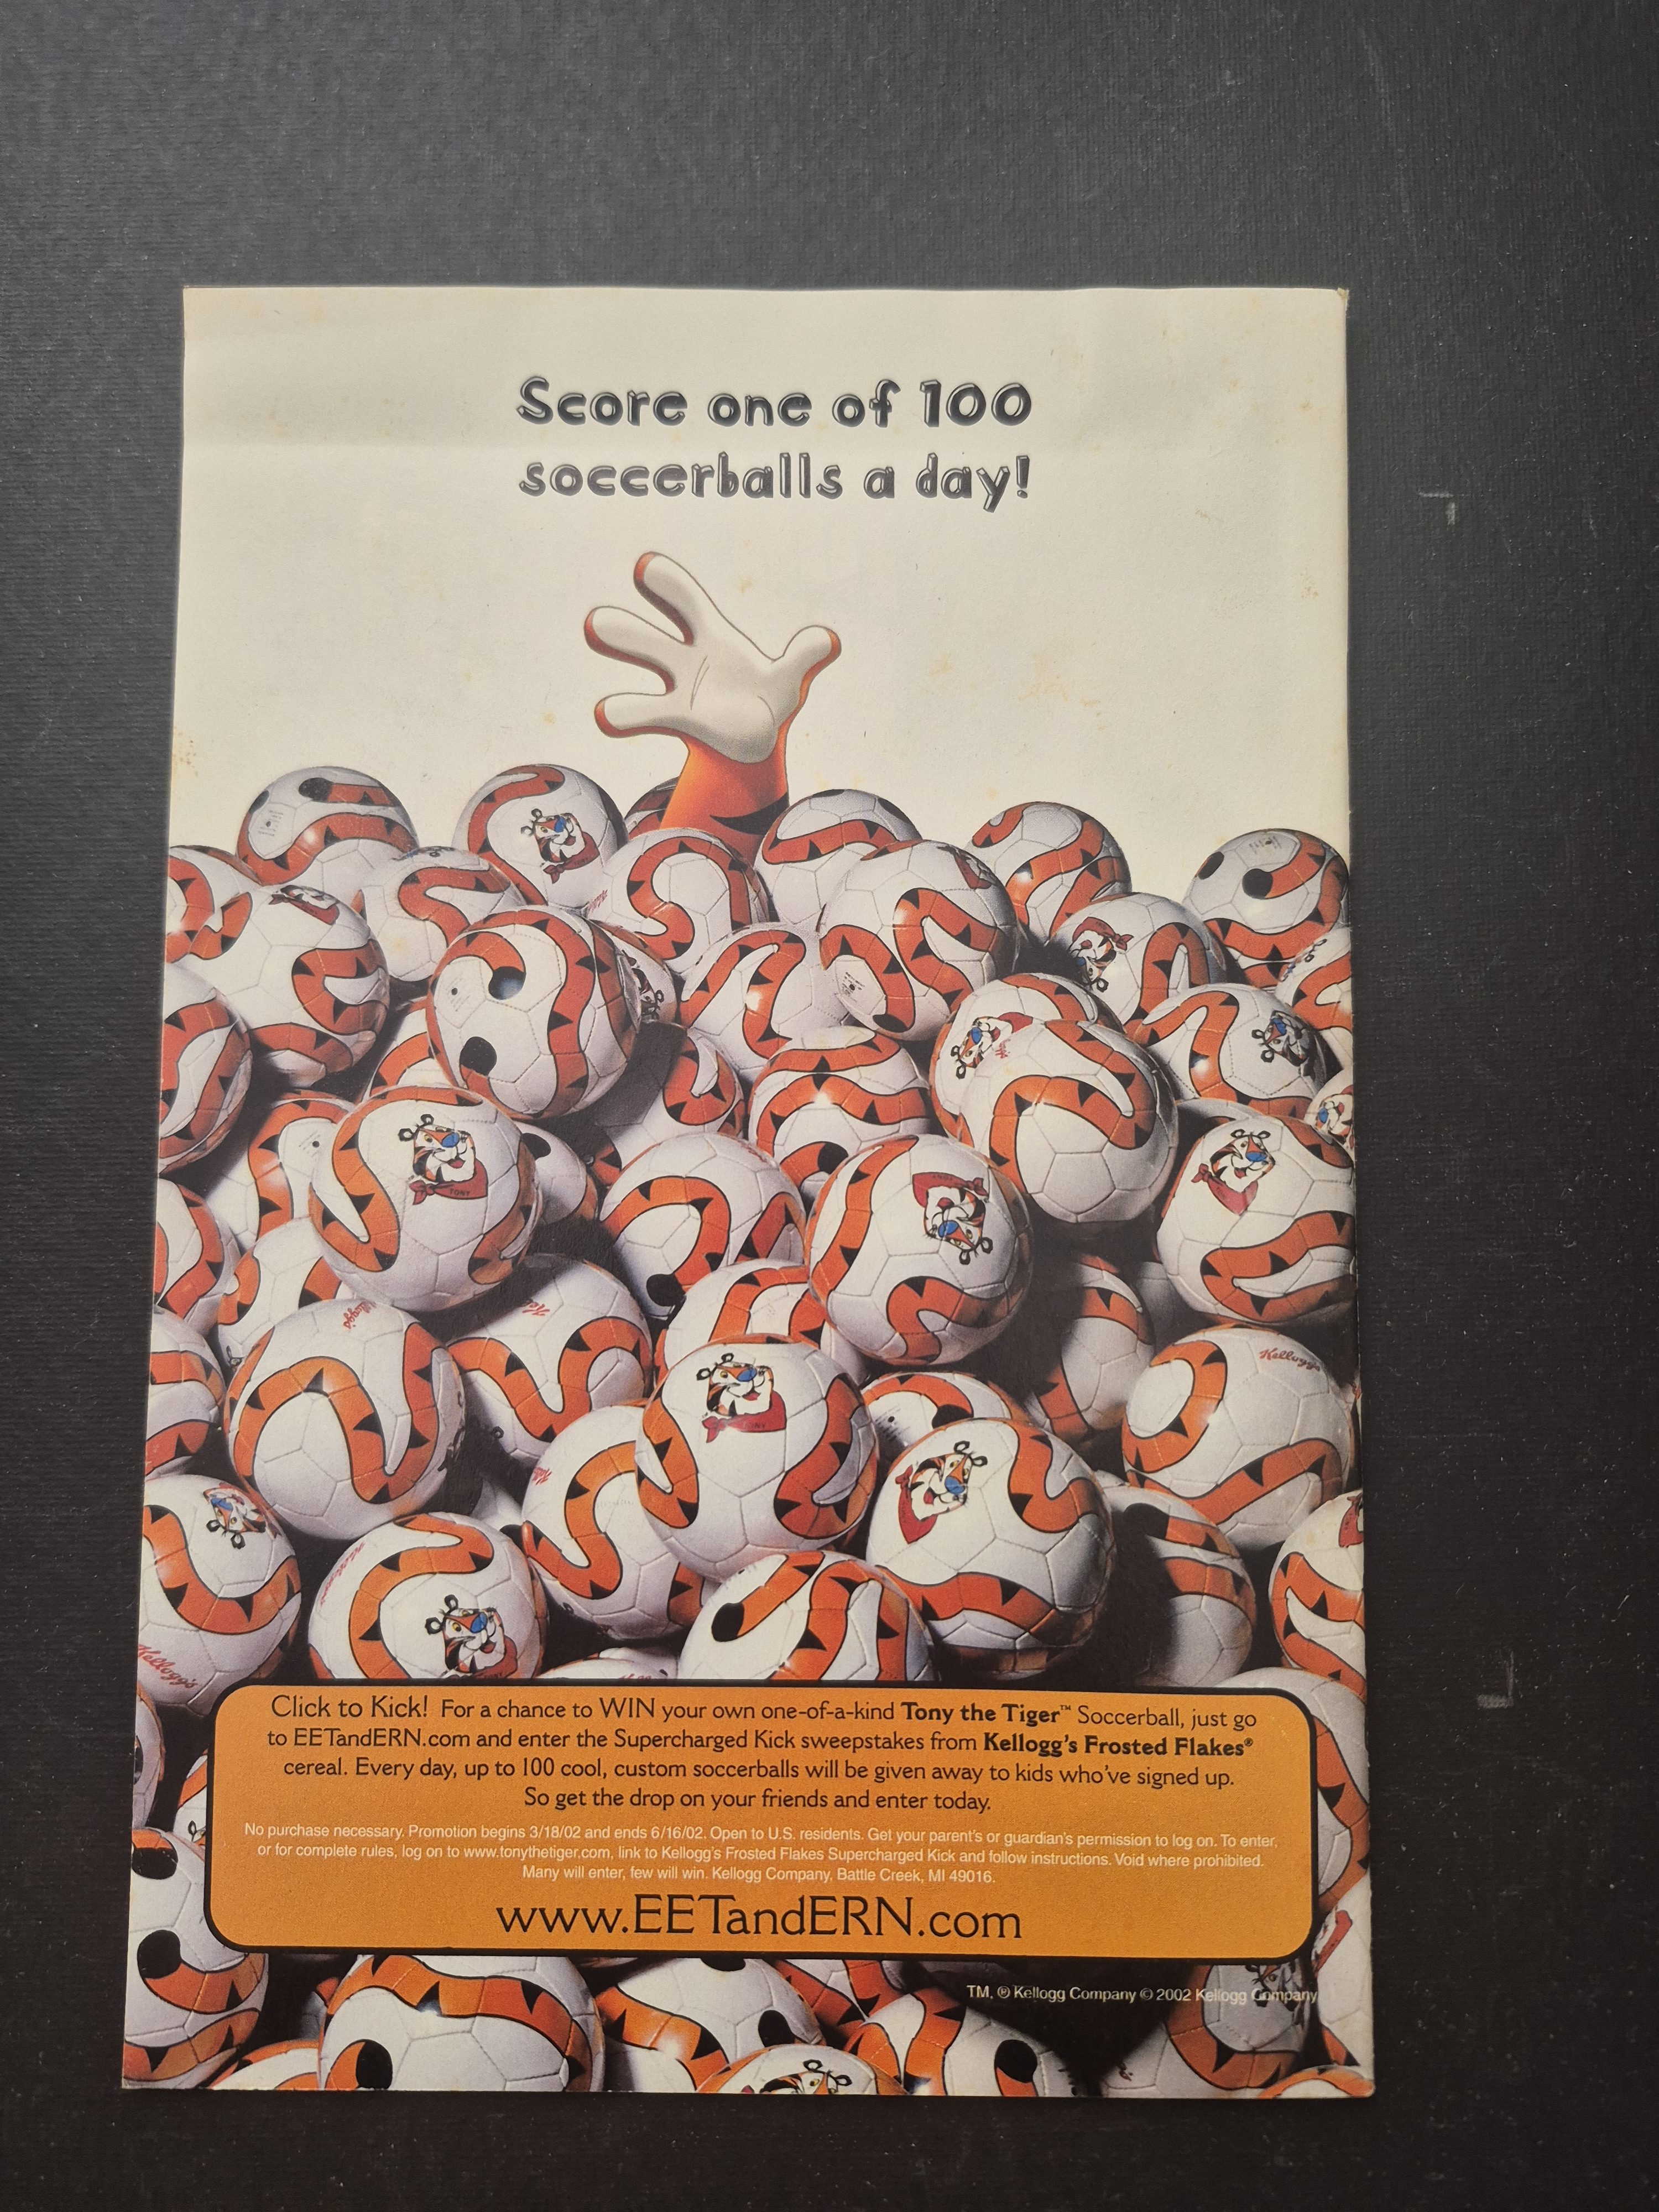 Score one of 100
soccerballs a day!
TONY
Kellogg's
TONY
Kellogg's
Click to Kick! For a chance to WIN your own one-of-a-kind Tony the Tiger™ Soccerball, just go
to EETandERN.com and enter the Supercharged Kick sweepstakes from Kellogg's Frosted Flakes®
cereal. Every day, up to 100 cool, custom soccerballs will be given away to kids who've signed up.
So get the drop on your friends and enter today.
No purchase necessary. Promotion begins 3/18/02 and ends 6/16/02. Open to U.S. residents. Get your parent's or guardian's permission to log on. To enter,
or for complete rules, log on to www.tonythetiger.com, link to Kellogg's Frosted Flakes Supercharged Kick and follow instructions. Void where prohibited.
Many will enter, few will win. Kellogg Company, Battle Creek, MI 49016.
www.EETandERN.com
TM, ® Kellogg Company © 2002 Kellogg Company